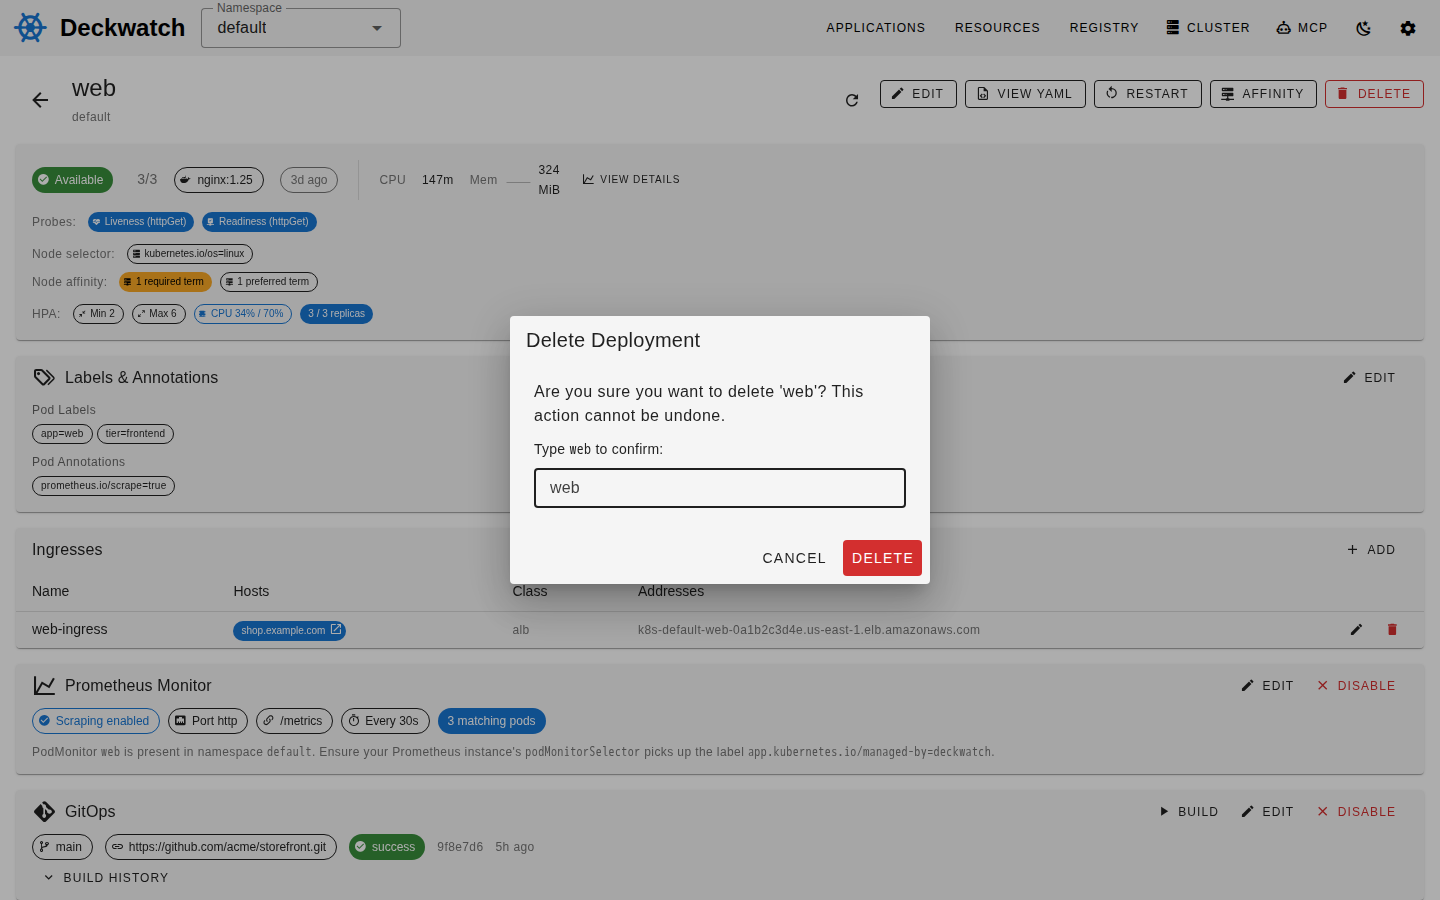 Deckwatch
Namespace
default
APPLICATIONS RESOURCES REGISTRY CLUSTER MCP
web
default
EDIT VIEW YAML RESTART AFFINITY DELETE
Available 3/3 nginx:1.25 3d ago CPU 147m Mem 324 MiB VIEW DETAILS
Probes: Liveness (httpGet) Readiness (httpGet)
Node selector: kubernetes.io/os=linux
Node affinity: 1 required term 1 preferred term
HPA: Min 2 Max 6 CPU 34% / 70% 3 / 3 replicas
Delete Deployment
Are you sure you want to delete 'web'? This
action cannot be undone.
Type web to confirm:
web
CANCEL DELETE
Labels & Annotations EDIT
Pod Labels
app=web tier=frontend
Pod Annotations
prometheus.io/scrape=true
Ingresses ADD
Name Hosts Class Addresses
web-ingress shop.example.com alb k8s-default-web-0a1b2c3d4e.us-east-1.elb.amazonaws.com
Prometheus Monitor EDIT DISABLE
Scraping enabled Port http /metrics Every 30s 3 matching pods
PodMonitor web is present in namespace default. Ensure your Prometheus instance's podMonitorSelector picks up the label app.kubernetes.io/managed-by=deckwatch.
GitOps BUILD EDIT DISABLE
main https://github.com/acme/storefront.git success 9f8e7d6 5h ago
BUILD HISTORY